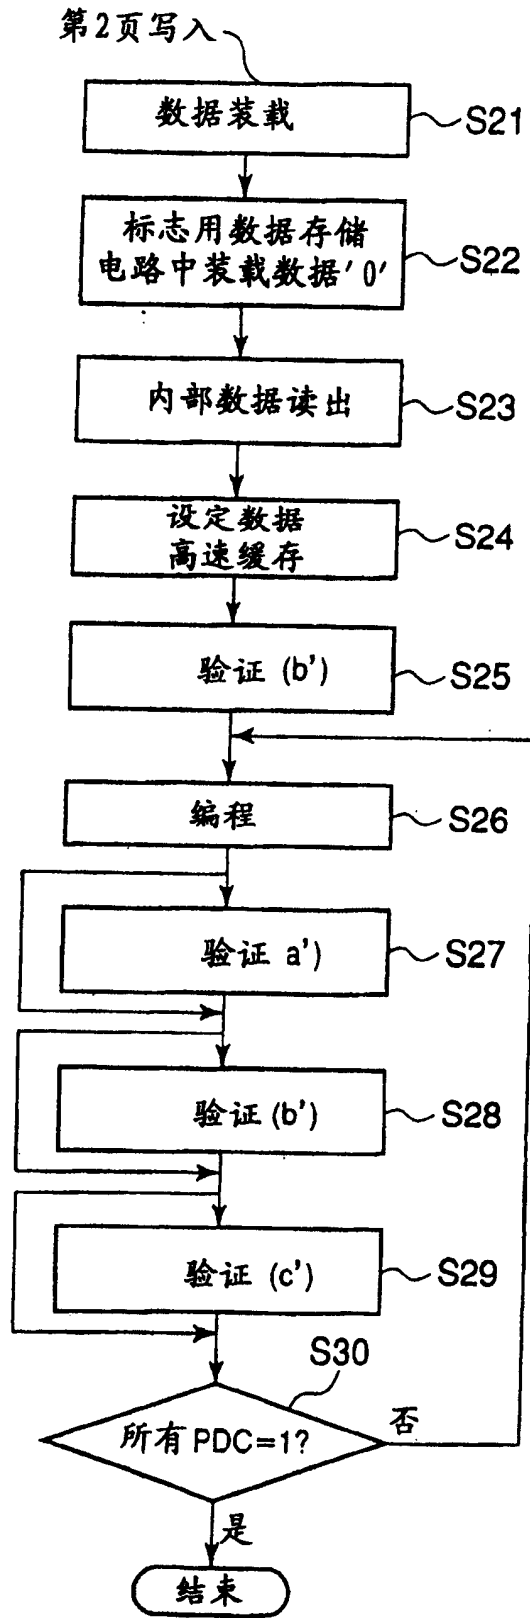 第2页写入
数据装载
S21
标志用数据存储
电路中装载数据'0'
S22
内部数据读出
S23
设定数据
高速缓存
S24
验证 (b')
S25
编程
S26
验证 a')
S27
验证 (b')
S28
验证 (c')
S29
S30
所有PDC=1?
否
是
结束